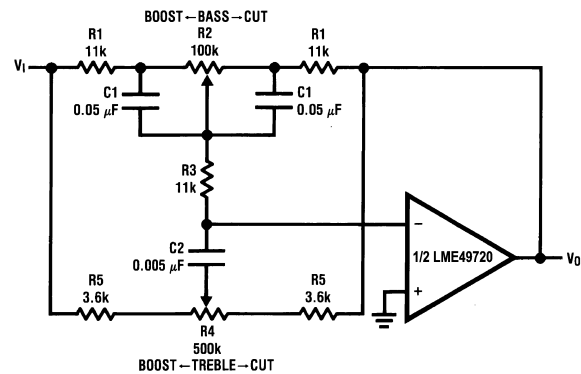 BOOST←BASS→CUT
R1
11k
R2
100k
R1
11k
VI
C1
0.05 μF
C1
0.05 μF
R3
11k
C2
0.005 μF
−
1/2 LME49720
+
VO
R5
3.6k
R5
3.6k
R4
500k
BOOST←TREBLE→CUT